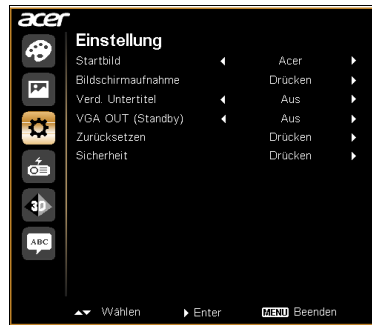 acer
Einstellung
Startbild Acer
Bildschirmaufnahme Drücken
Verd. Untertitel Aus
VGA OUT (Standby) Aus
Zurücksetzen Drücken
Sicherheit Drücken
3D
ABC
Wählen Enter MENU Beenden